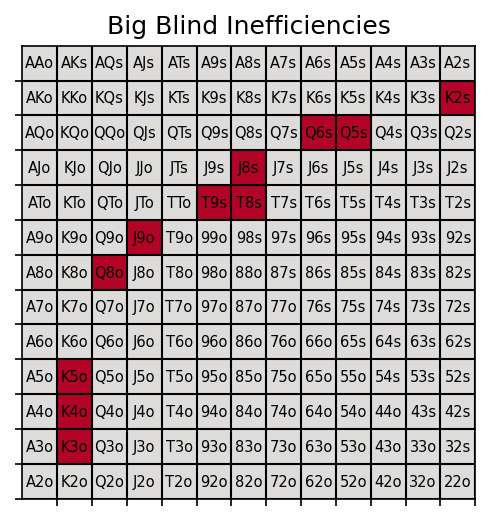 Big Blind Inefficiencies
AAo AKs AQs AJs ATs A9s A8s A7s A6s A5s A4s A3s A2s
AKo KKo KQs KJs KTs K9s K8s K7s K6s K5s K4s K3s K2s
AQo KQo QQo QJs QTs Q9s Q8s Q7s Q6s Q5s Q4s Q3s Q2s
AJo KJo QJo JJo JTs J9s J8s J7s J6s J5s J4s J3s J2s
ATo KTo QTo JTo TTo T9s T8s T7s T6s T5s T4s T3s T2s
A9o K9o Q9o J9o T9o 99o 98s 97s 96s 95s 94s 93s 92s
A8o K8o Q8o J8o T8o 98o 88o 87s 86s 85s 84s 83s 82s
A7o K7o Q7o J7o T7o 97o 87o 77o 76s 75s 74s 73s 72s
A6o K6o Q6o J6o T6o 96o 86o 76o 66o 65s 64s 63s 62s
A5o K5o Q5o J5o T5o 95o 85o 75o 65o 55o 54s 53s 52s
A4o K4o Q4o J4o T4o 94o 84o 74o 64o 54o 44o 43s 42s
A3o K3o Q3o J3o T3o 93o 83o 73o 63o 53o 43o 33o 32s
A2o K2o Q2o J2o T2o 92o 82o 72o 62o 52o 42o 32o 22o